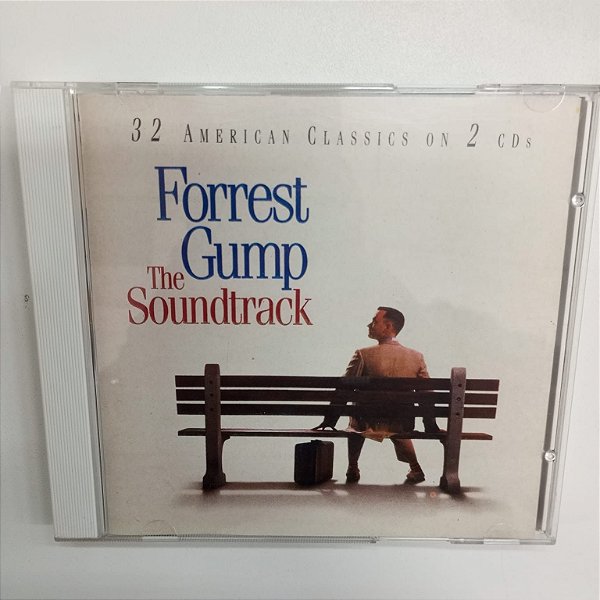 32 AMERICAN CLASSICS ON 2 CDs
Forrest
Gump
The
Soundtrack